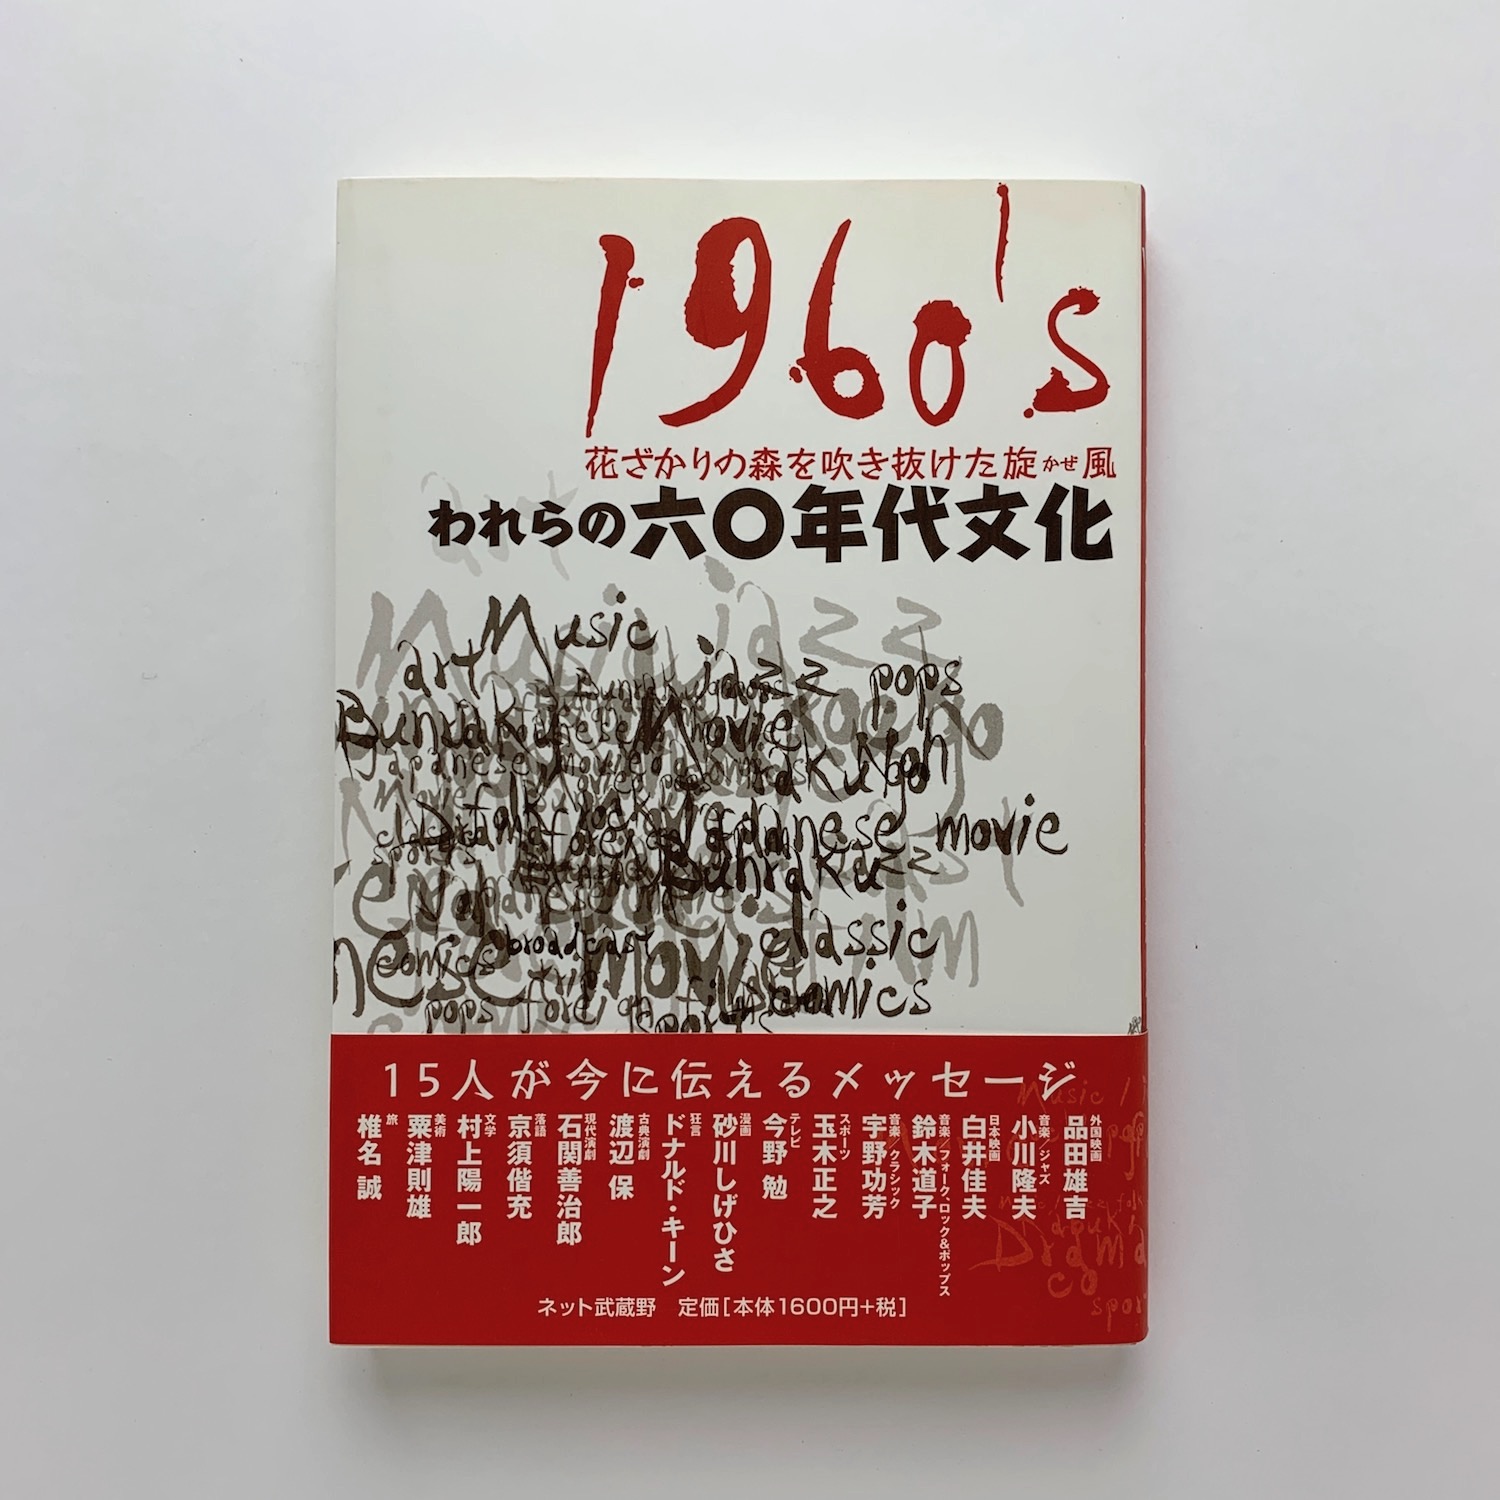 1960's
花ざかりの森を吹き抜けた旋かぜ風
われらの六〇年代文化
Music
art
jazz pops
Bunraku Movie
rakugo
Noh
Japanese movie
Bunraku
jazz
classic
broadcast
comics
trip
comics
pops foreign film
sports
15人が今に伝えるメッセージ
外国映画
品田雄吉
音楽/ジャズ
小川隆夫
日本映画
白井佳夫
音楽/フォーク、ロック&ポップス
鈴木道子
音楽/クラシック
宇野功芳
スポーツ
玉木正之
テレビ
今野 勉
漫画
砂川しげひさ
狂言
ドナルド・キーン
古典演劇
渡辺 保
現代演劇
石関善治郎
落語
京須偕充
文学
村上陽一郎
美術
粟津則雄
旅
椎名 誠
ネット武蔵野 定価[本体1600円+税]